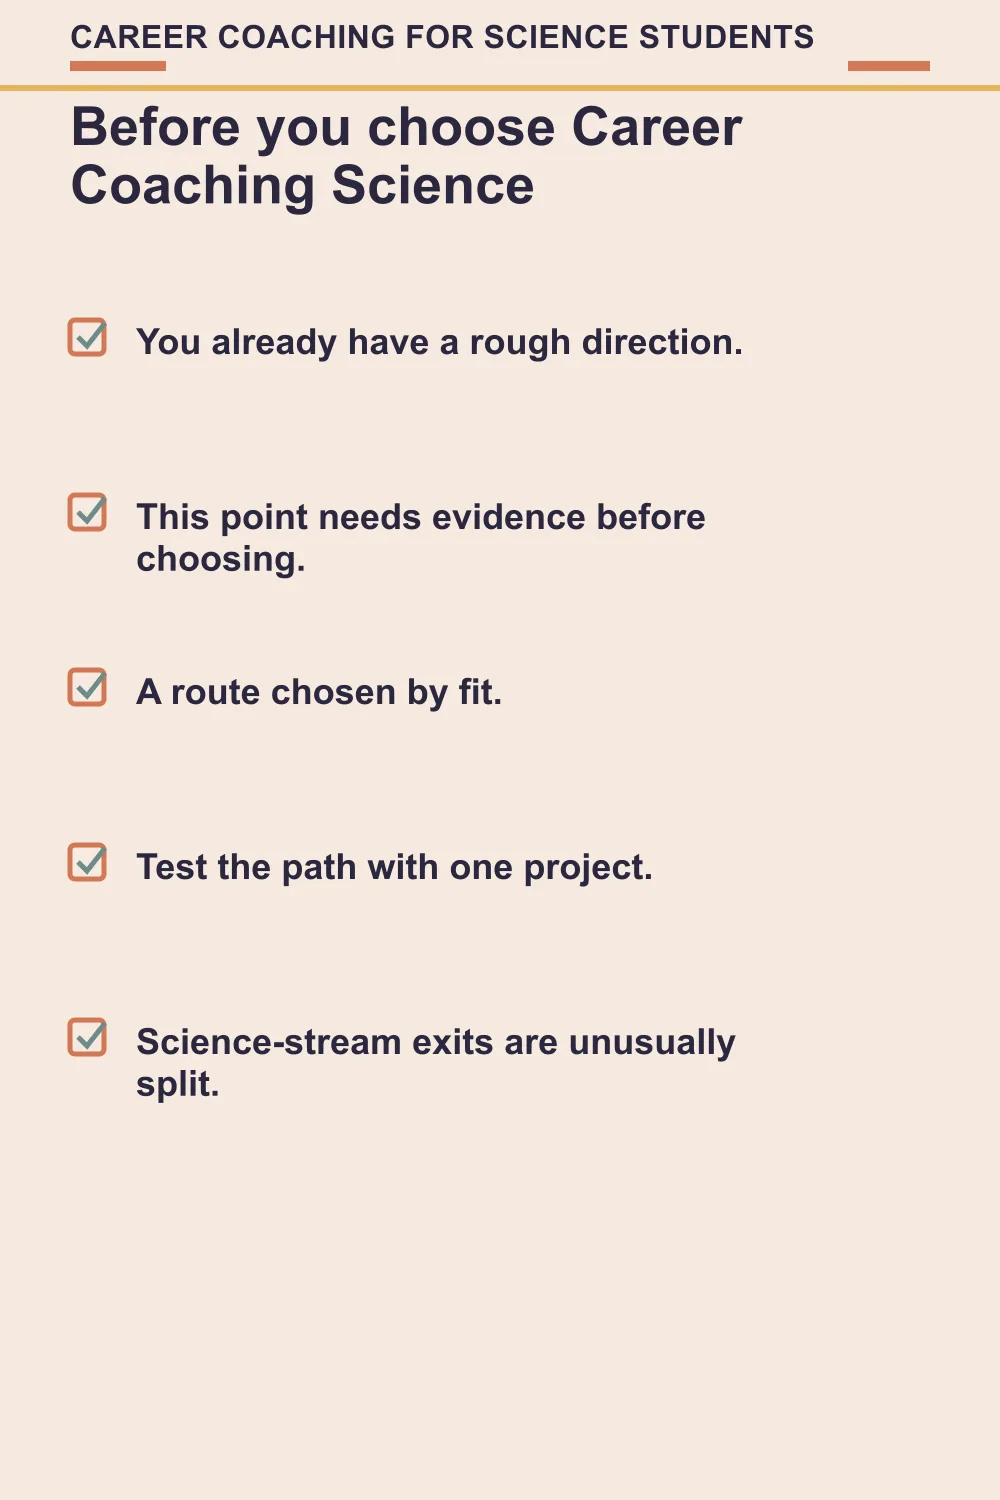 CAREER COACHING FOR SCIENCE STUDENTS
Before you choose Career
Coaching Science
You already have a rough direction.
This point needs evidence before
choosing.
A route chosen by fit.
Test the path with one project.
Science-stream exits are unusually
split.